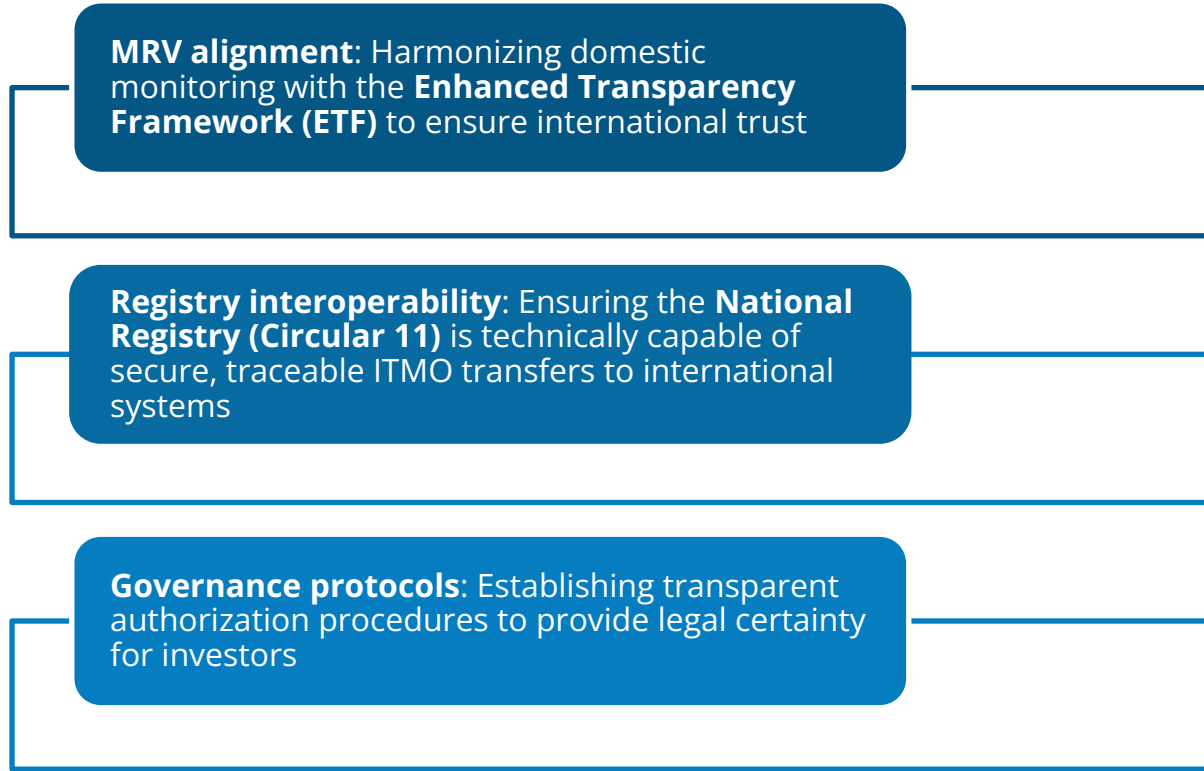 MRV alignment: Harmonizing domestic
monitoring with the Enhanced Transparency
Framework (ETF) to ensure international trust
Registry interoperability: Ensuring the National
Registry (Circular 11) is technically capable of
secure, traceable ITMO transfers to international
systems
Governance protocols: Establishing transparent
authorization procedures to provide legal certainty
for investors